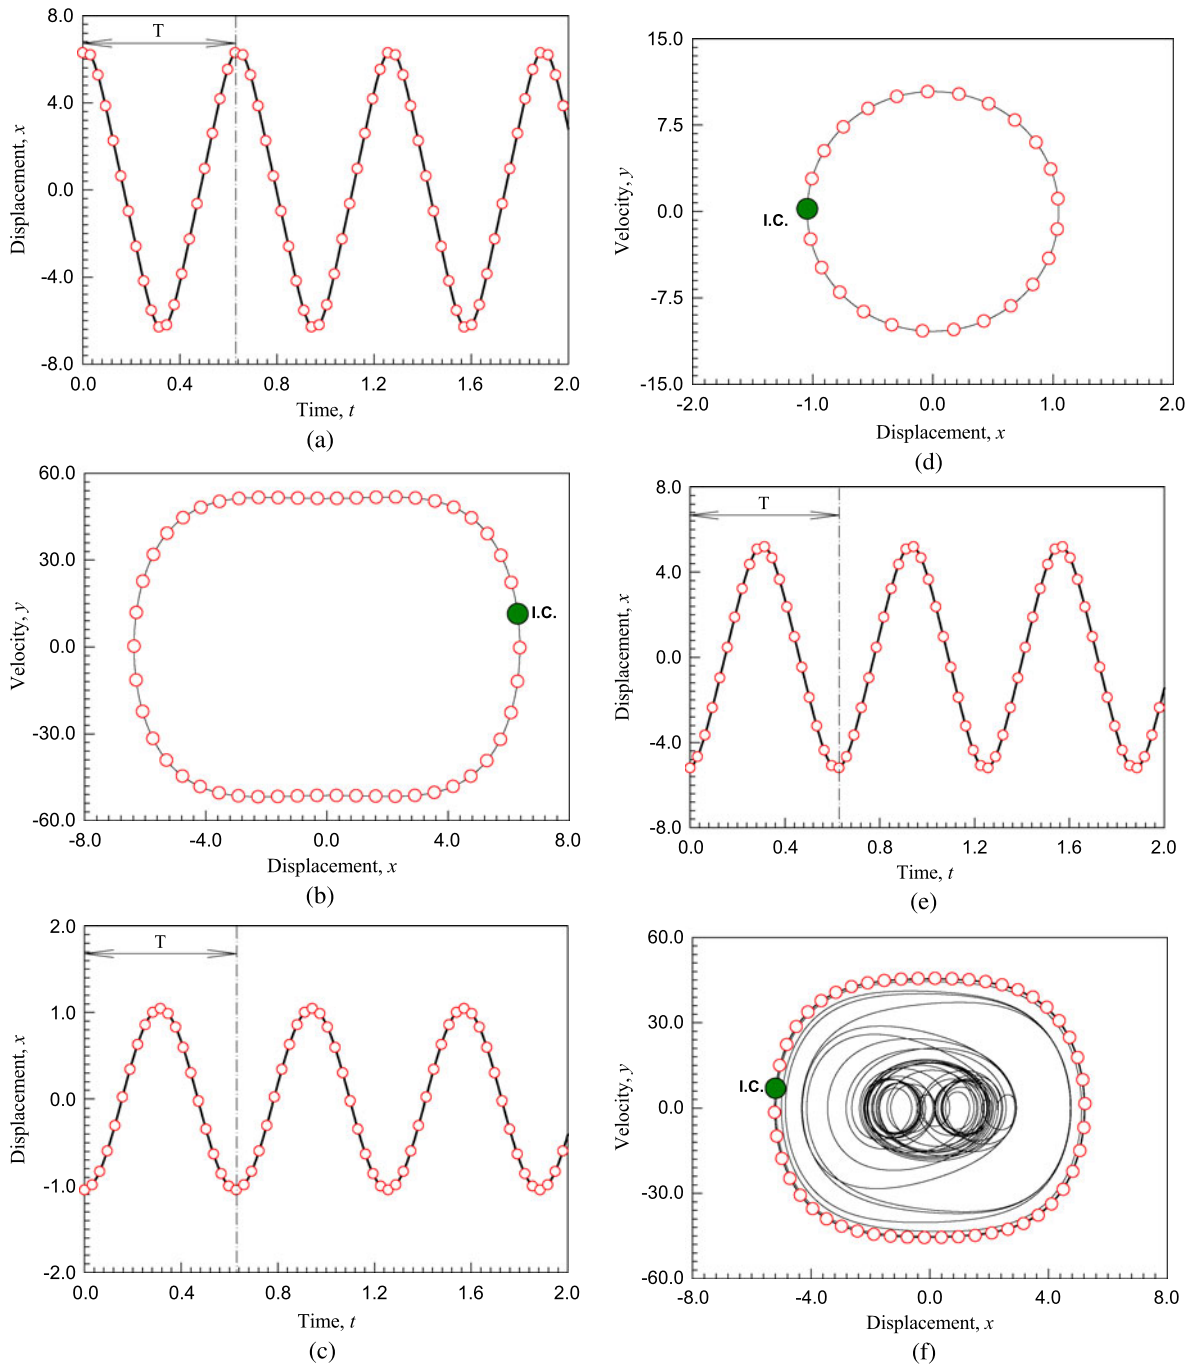 8.0
T
4.0
0.0
-4.0
-8.0
Displacement, x
0.0 0.4 0.8 1.2 1.6 2.0
Time, t
(a)
60.0
30.0
0.0
-30.0
-60.0
Velocity, y
I.C.
-8.0 -4.0 0.0 4.0 8.0
Displacement, x
(b)
2.0
T
1.0
0.0
-1.0
-2.0
Displacement, x
0.0 0.4 0.8 1.2 1.6 2.0
Time, t
(c)
15.0
7.5
0.0
-7.5
-15.0
Velocity, y
I.C.
-2.0 -1.0 0.0 1.0 2.0
Displacement, x
(d)
8.0
T
4.0
0.0
-4.0
-8.0
Displacement, x
0.0 0.4 0.8 1.2 1.6 2.0
Time, t
(e)
60.0
30.0
0.0
-30.0
-60.0
Velocity, y
I.C.
-8.0 -4.0 0.0 4.0 8.0
Displacement, x
(f)